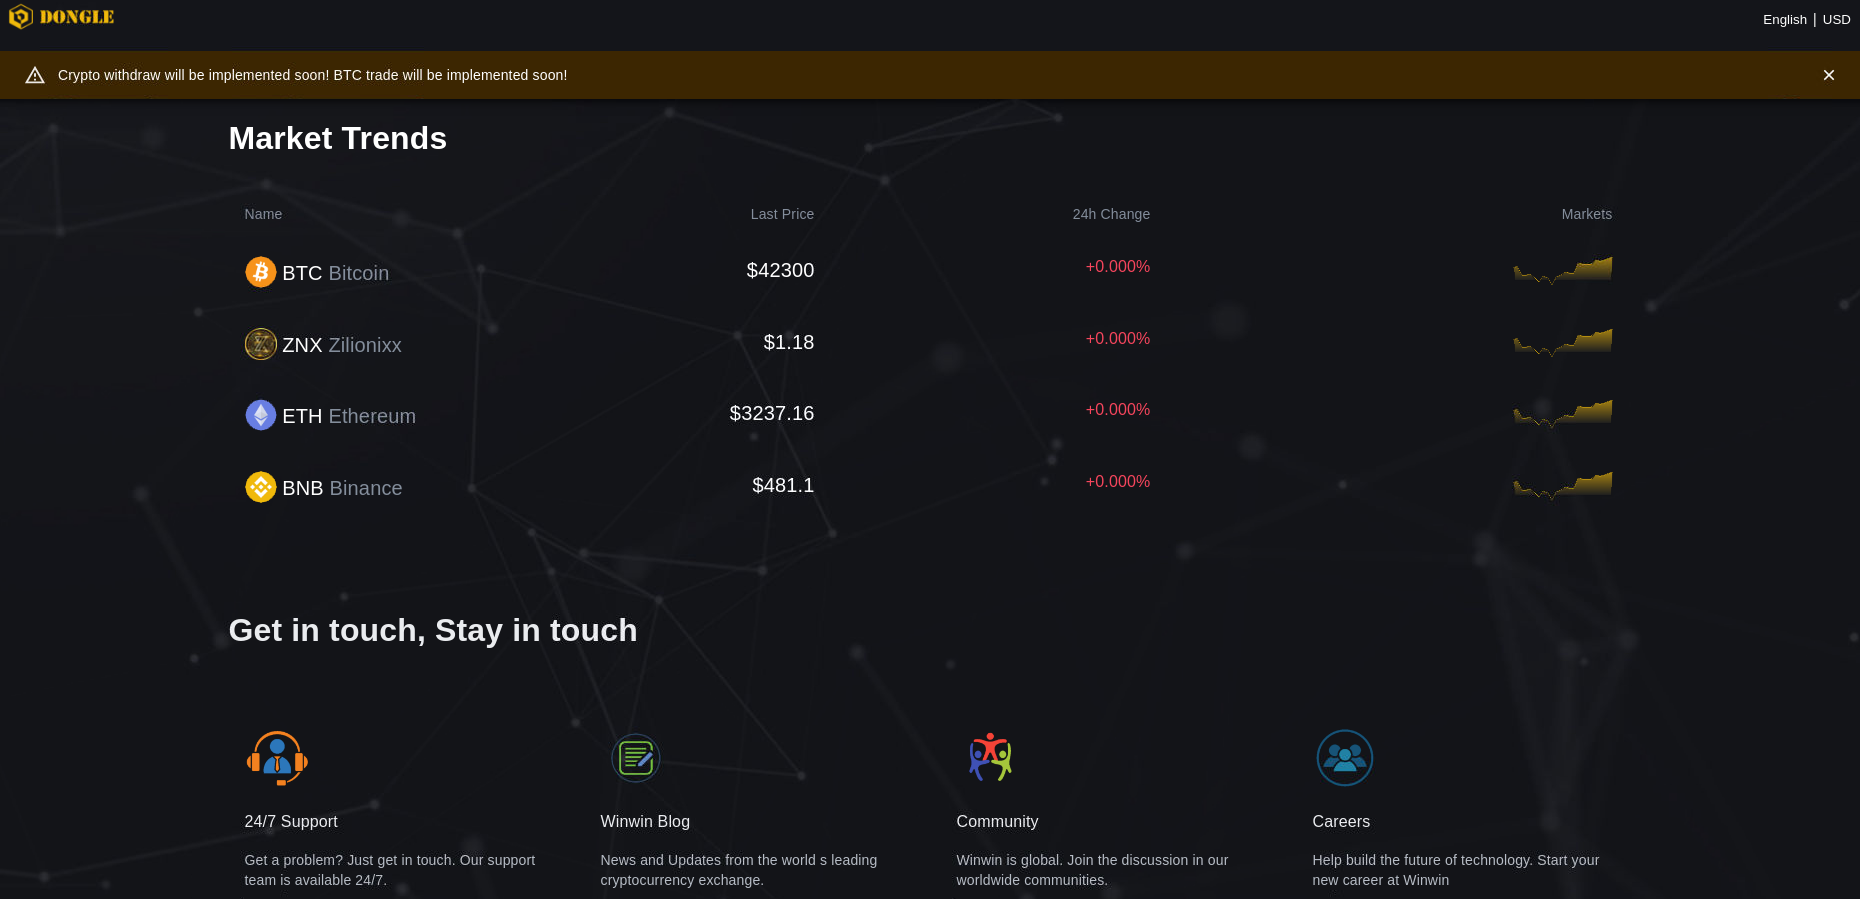 DONGLE
English | USD
Crypto withdraw will be implemented soon! BTC trade will be implemented soon!
Market Trends
Name Last Price 24h Change Markets
BTC Bitcoin $42300 +0.000%
ZNX Zilionixx $1.18 +0.000%
ETH Ethereum $3237.16 +0.000%
BNB Binance $481.1 +0.000%
Get in touch, Stay in touch
24/7 Support
Get a problem? Just get in touch. Our support
team is available 24/7.
Winwin Blog
News and Updates from the world s leading
cryptocurrency exchange.
Community
Winwin is global. Join the discussion in our
worldwide communities.
Careers
Help build the future of technology. Start your
new career at Winwin